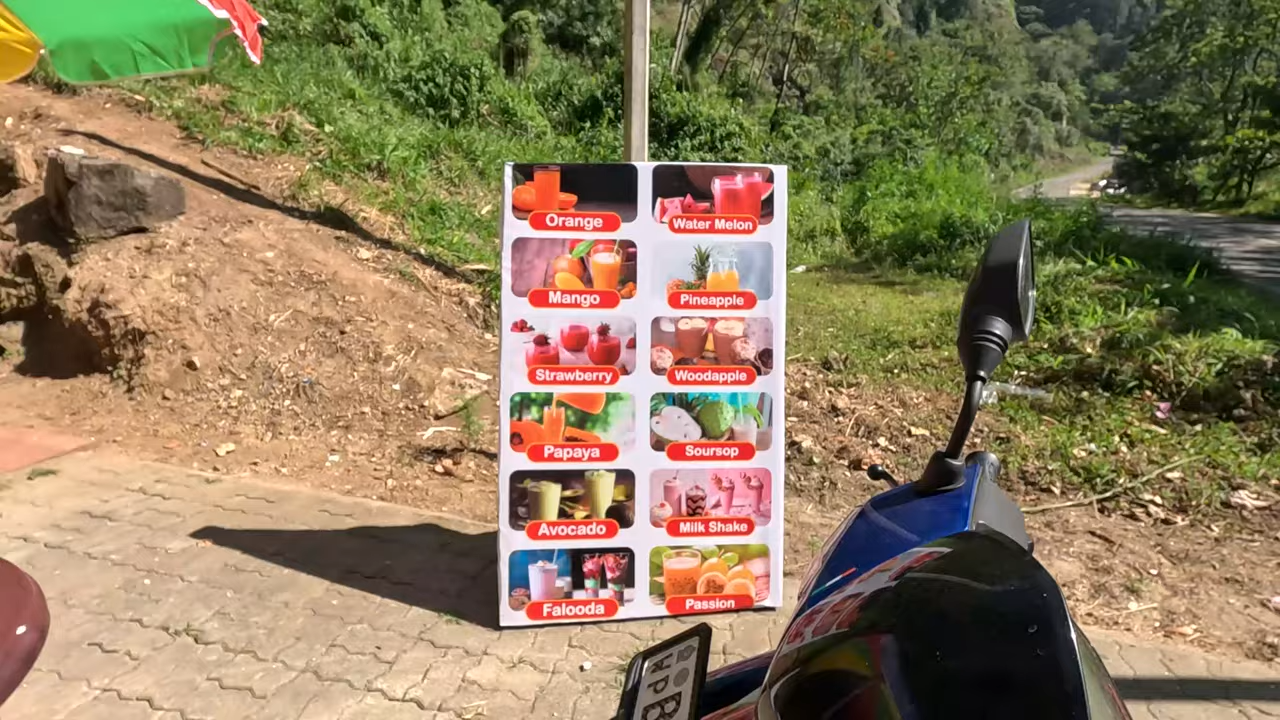 Orange
Water Melon
Mango
Pineapple
Strawberry
Woodapple
Papaya
Soursop
Avocado
Milk Shake
Falooda
Passion